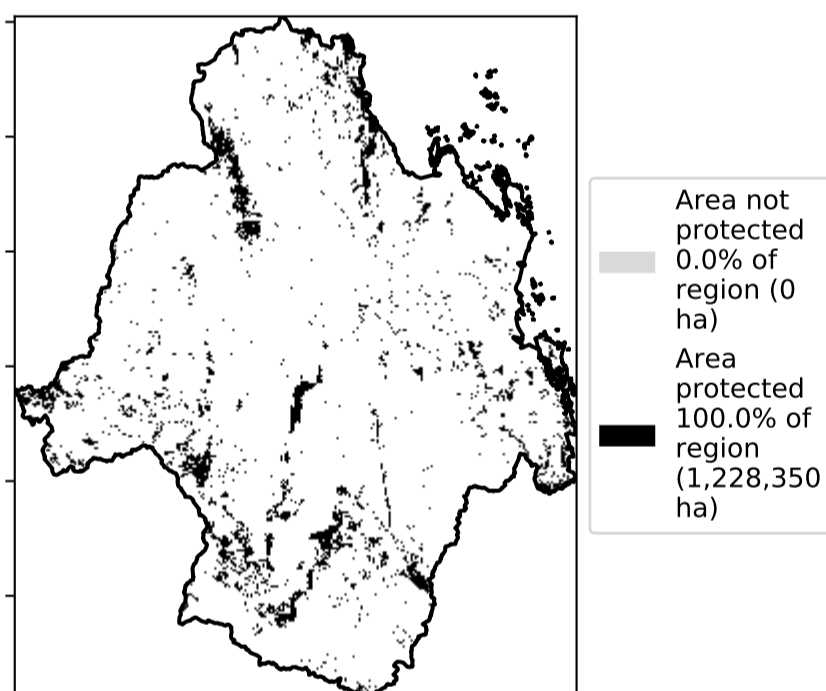 Area not
protected
0.0% of
region (0
ha)
Area
protected
100.0% of
region
(1,228,350
ha)